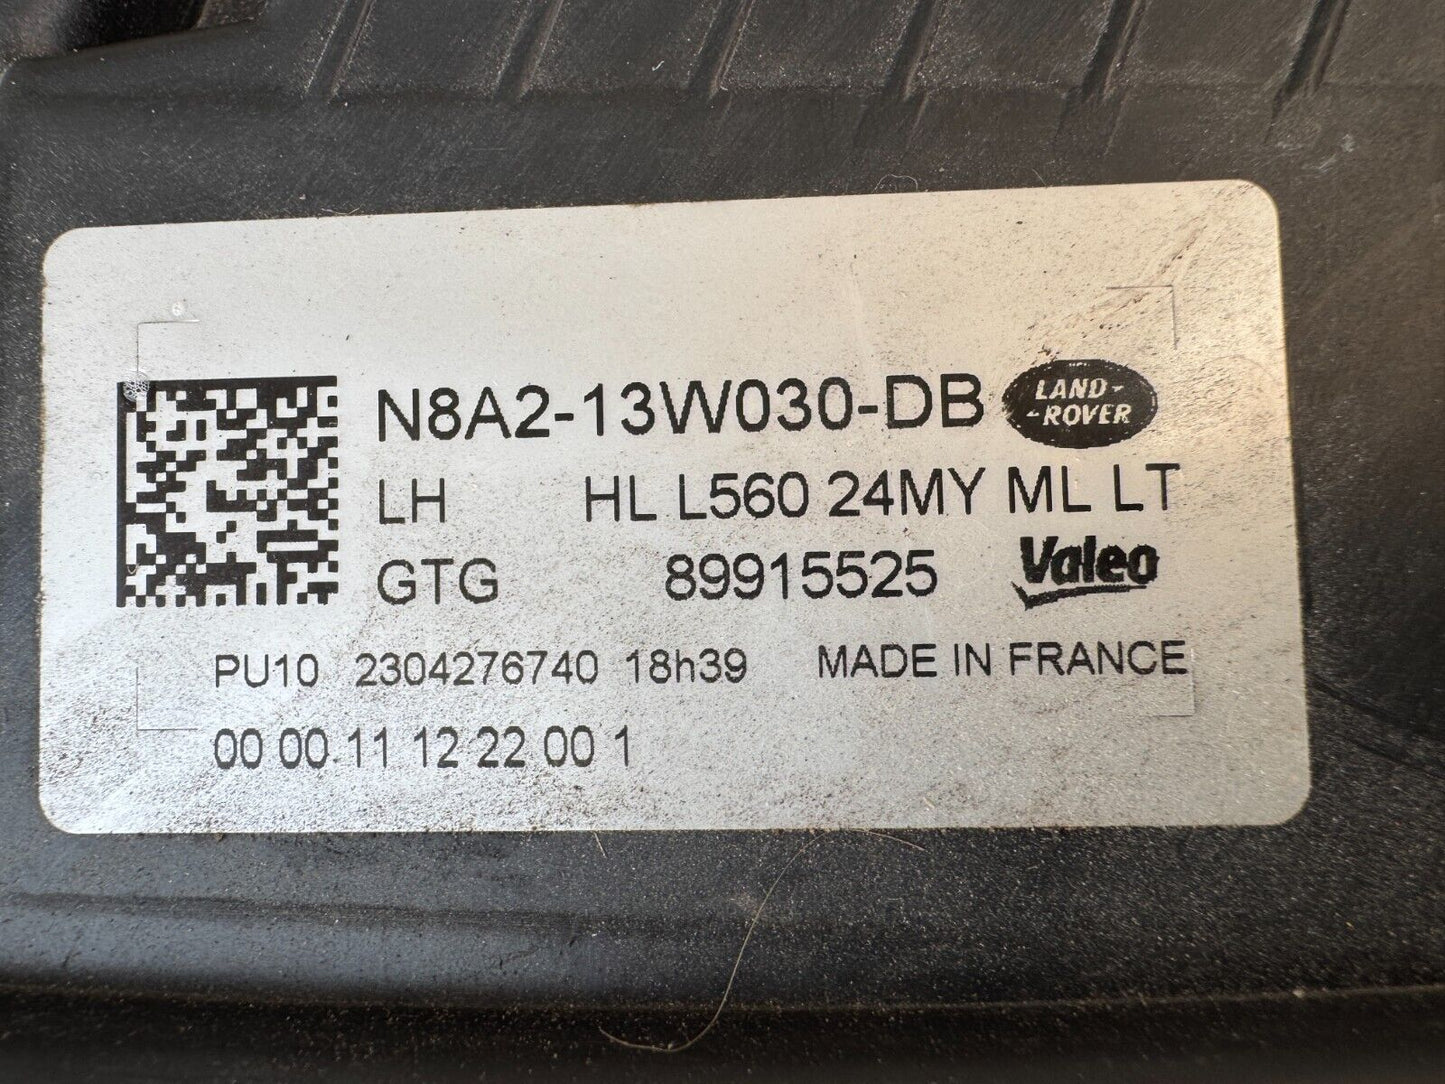 N8A2-13W030-DB LAND-
-ROVER
LH HL L560 24MY ML LT
GTG 89915525 Valeo
PU10 2304276740 18h39 MADE IN FRANCE
00 00 11 12 22 00 1